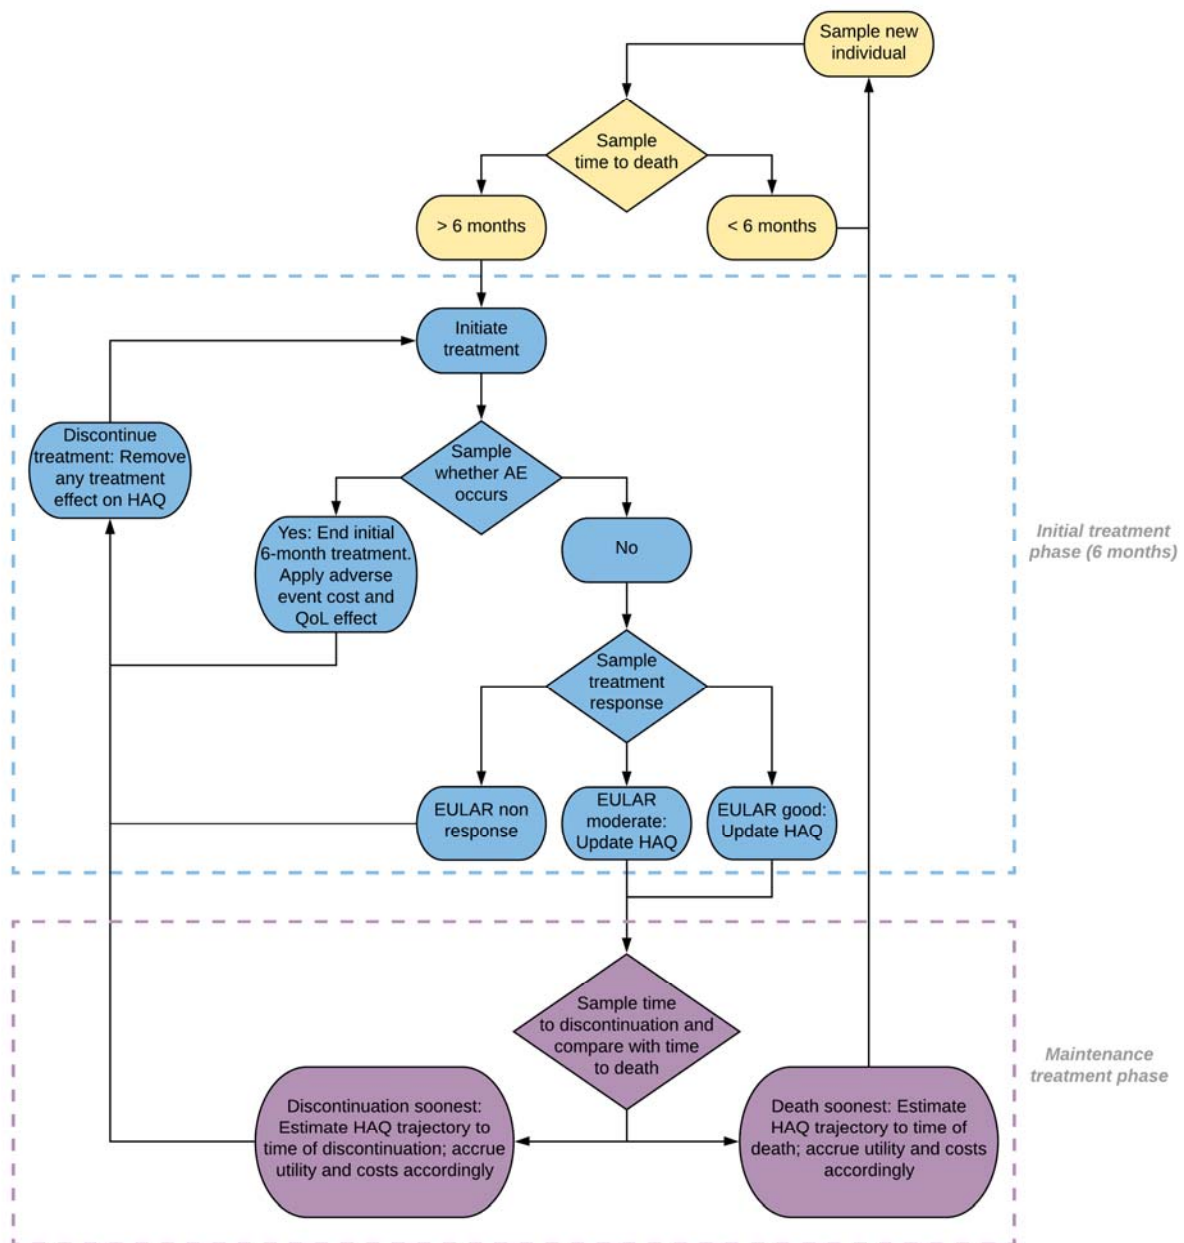 Sample new
individual
Sample
time to death
> 6 months
< 6 months
Initiate
treatment
Discontinue
treatment: Remove
any treatment
effect on HAQ
Sample
whether AE
occurs
Yes: End initial
6-month treatment.
Apply adverse
event cost and
QoL effect
No
Initial treatment
phase (6 months)
Sample
treatment
response
EULAR non
response
EULAR
moderate:
Update HAQ
EULAR good:
Update HAQ
Sample time
to discontinuation and
compare with time
to death
Maintenance
treatment phase
Discontinuation soonest:
Estimate HAQ trajectory to
time of discontinuation; accrue
utility and costs accordingly
Death soonest: Estimate
HAQ trajectory to time of
death; accrue utility and costs
accordingly